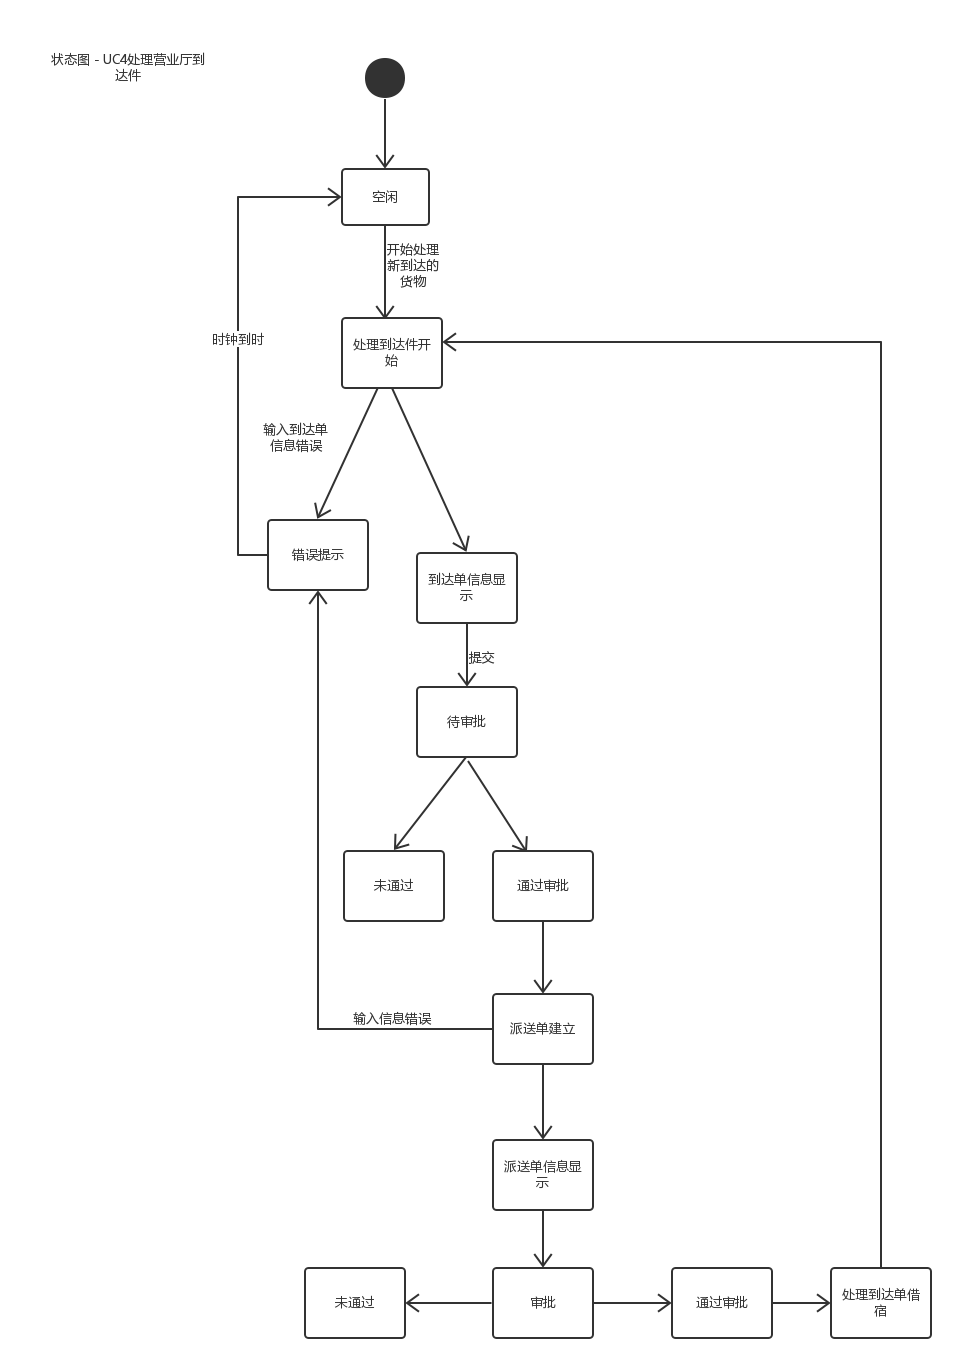 状态图 - UC4处理营业厅到
达件
空闲
开始处理
新到达的
货物
时钟到时
处理到达件开
始
输入到达单
信息错误
错误提示
到达单信息显
示
提交
待审批
未通过
通过审批
输入信息错误
派送单建立
派送单信息显
示
未通过
审批
通过审批
处理到达单借
宿